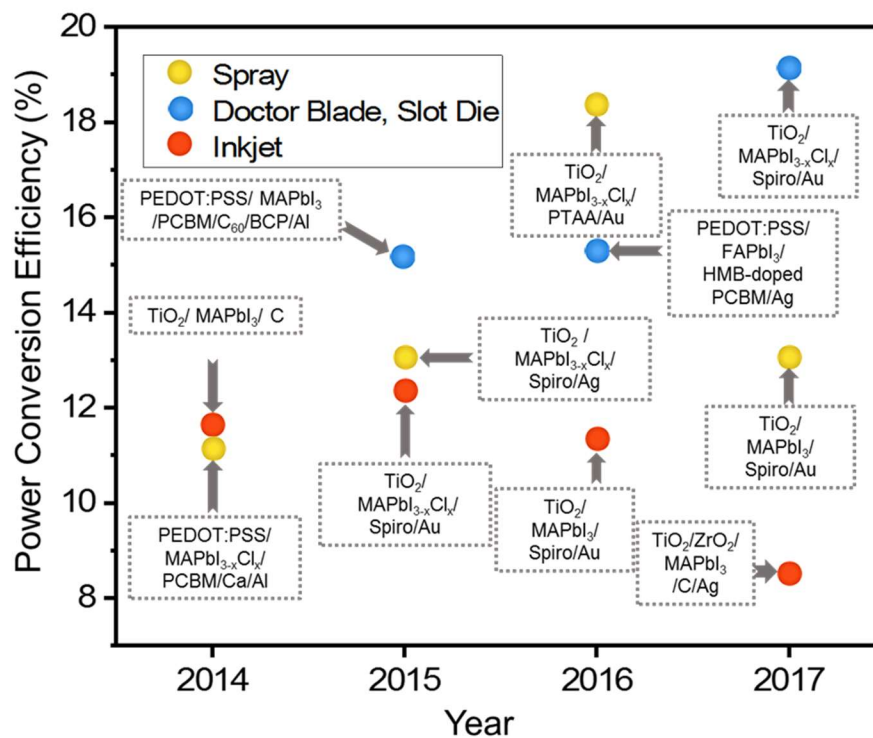 Power Conversion Efficiency (%)
20
18
16
14
12
10
8
Spray
Doctor Blade, Slot Die
Inkjet
PEDOT:PSS/ MAPbI₃
/PCBM/C₆₀/BCP/Al
TiO₂/ MAPbI₃/ C
PEDOT:PSS/
MAPbI₃₋ₓClₓ/
PCBM/Ca/Al
TiO₂ /
MAPbI₃₋ₓClₓ/
Spiro/Ag
TiO₂/
MAPbI₃₋ₓClₓ/
Spiro/Au
TiO₂/
MAPbI₃₋ₓClₓ/
PTAA/Au
PEDOT:PSS/
FAPbI₃/
HMB-doped
PCBM/Ag
TiO₂/
MAPbI₃/
Spiro/Au
TiO₂/
MAPbI₃₋ₓClₓ/
Spiro/Au
TiO₂/
MAPbI₃/
Spiro/Au
TiO₂/ZrO₂/
MAPbI₃
/C/Ag
2014
2015
2016
2017
Year